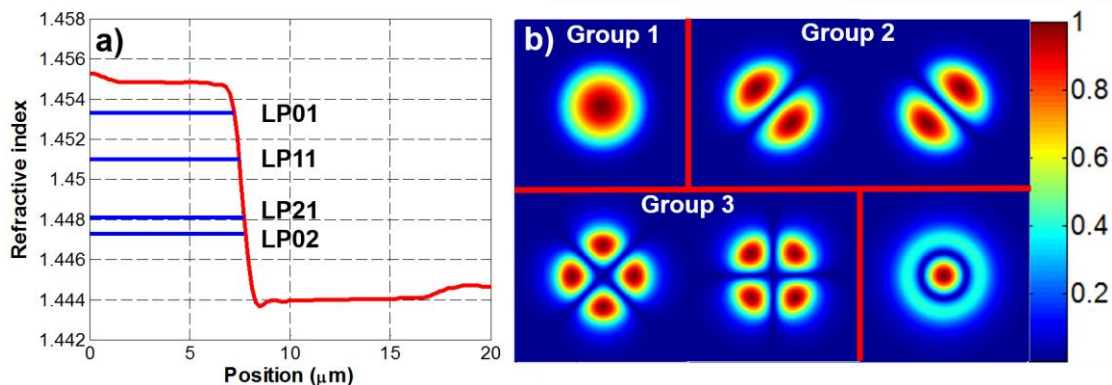 a)
Refractive index
1.458
1.456
1.454
1.452
1.45
1.448
1.446
1.444
1.442
LP01
LP11
LP21
LP02
0 5 10 15 20
Position (μm)
b)
Group 1
Group 2
Group 3
1
0.8
0.6
0.4
0.2
0